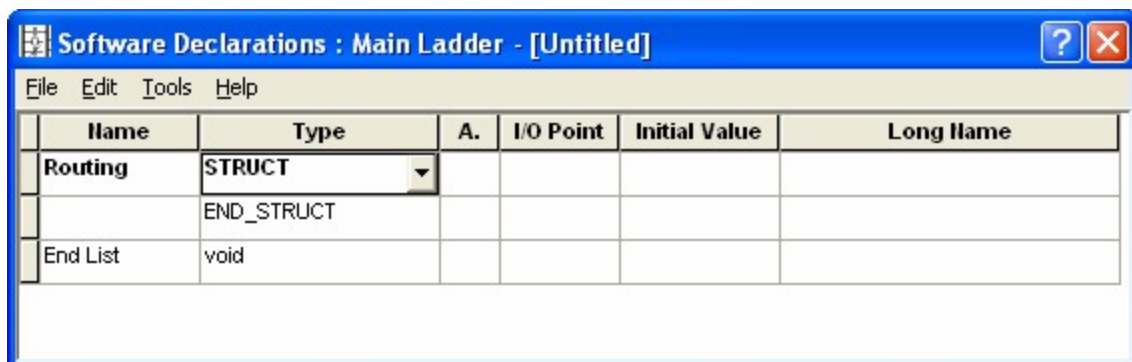 Software Declarations : Main Ladder - [Untitled]
File Edit Tools Help
Name Type A. I/O Point Initial Value Long Name
Routing STRUCT
END_STRUCT
End List void